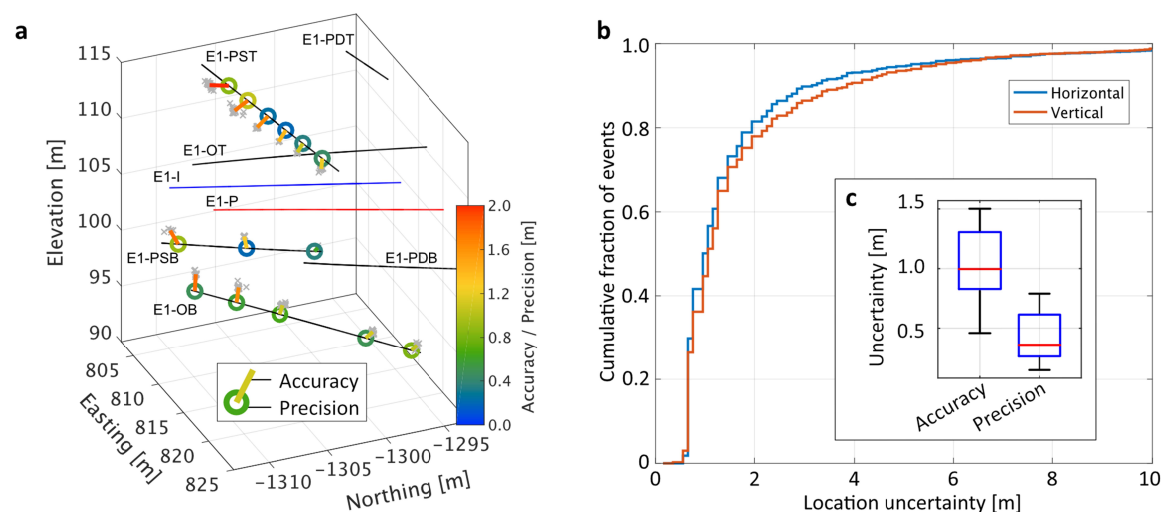 a
E1-PST
E1-PDT
E1-OT
E1-I
E1-P
E1-PSB
E1-PDB
E1-OB
115
110
105
100
95
90
Elevation [m]
805
810
815
820
825
Easting [m]
−1310
−1305
−1300
−1295
Northing [m]
Accuracy
Precision
2.0
1.6
1.2
0.8
0.4
0.0
Accuracy / Precision [m]
b
1.0
0.8
0.6
0.4
0.2
0
Cumulative fraction of events
0
2
4
6
8
10
Location uncertainty [m]
Horizontal
Vertical
c
1.5
1.0
0.5
Uncertainty [m]
Accuracy
Precision